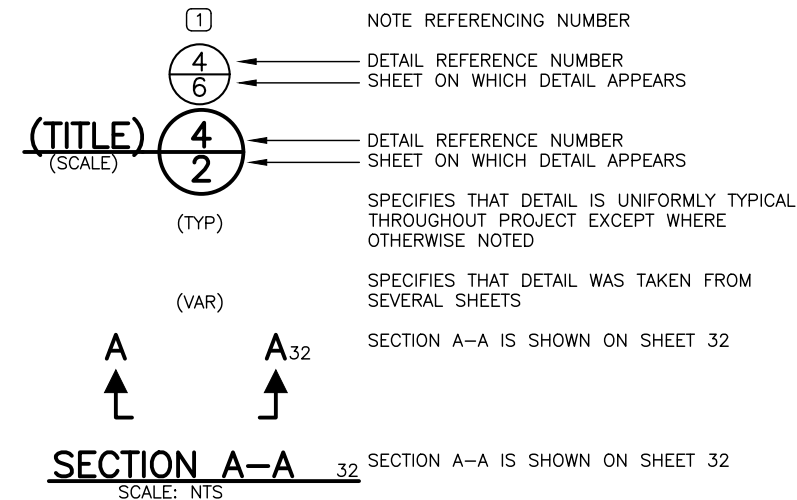 1 NOTE REFERENCING NUMBER
4 DETAIL REFERENCE NUMBER
6 SHEET ON WHICH DETAIL APPEARS
(TITLE) 4 DETAIL REFERENCE NUMBER
(SCALE) 2 SHEET ON WHICH DETAIL APPEARS
(TYP) SPECIFIES THAT DETAIL IS UNIFORMLY TYPICAL
THROUGHOUT PROJECT EXCEPT WHERE
OTHERWISE NOTED
(VAR) SPECIFIES THAT DETAIL WAS TAKEN FROM
SEVERAL SHEETS
A A 32 SECTION A-A IS SHOWN ON SHEET 32
SECTION A-A 32 SECTION A-A IS SHOWN ON SHEET 32
SCALE: NTS